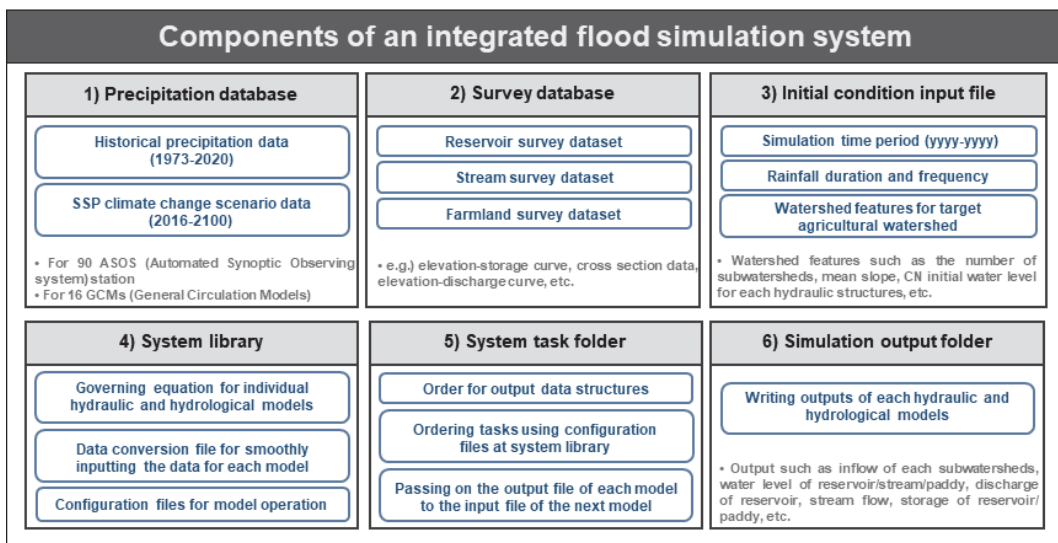 Components of an integrated flood simulation system
1) Precipitation database
Historical precipitation data
(1973-2020)
SSP climate change scenario data
(2016-2100)
• For 90 ASOS (Automated Synoptic Observing
system) station
• For 16 GCMs (General Circulation Models)
2) Survey database
Reservoir survey dataset
Stream survey dataset
Farmland survey dataset
• e.g.) elevation-storage curve, cross section data,
elevation-discharge curve, etc.
3) Initial condition input file
Simulation time period (yyyy-yyyy)
Rainfall duration and frequency
Watershed features for target
agricultural watershed
• Watershed features such as the number of
subwatersheds, mean slope, CN initial water level
for each hydraulic structures, etc.
4) System library
Governing equation for individual
hydraulic and hydrological models
Data conversion file for smoothly
inputting the data for each model
Configuration files for model operation
5) System task folder
Order for output data structures
Ordering tasks using configuration
files at system library
Passing on the output file of each model
to the input file of the next model
6) Simulation output folder
Writing outputs of each hydraulic and
hydrological models
• Output such as inflow of each subwatersheds,
water level of reservoir/stream/paddy, discharge
of reservoir, stream flow, storage of reservoir/
paddy, etc.